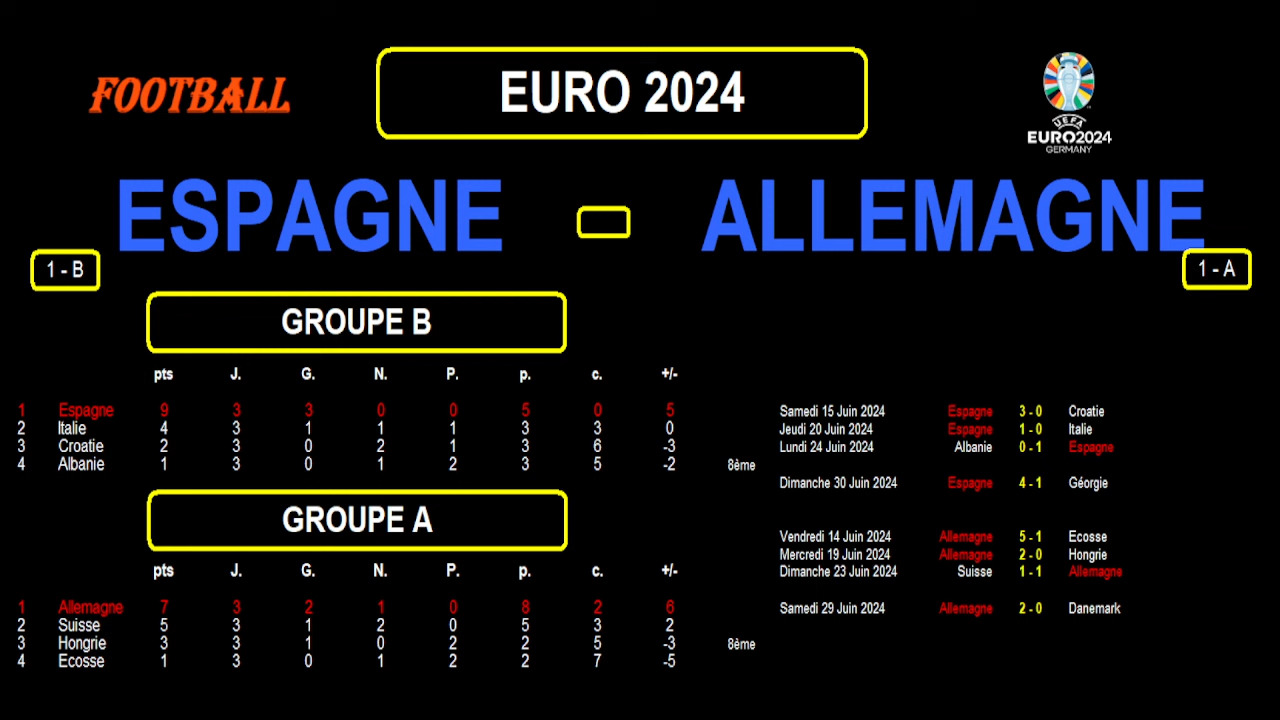 FOOTBALL
EURO 2024
UEFA
EURO2024
GERMANY
ESPAGNE
ALLEMAGNE
1 - B
1 - A
GROUPE B
pts J. G. N. P. p. c. +/-
1 Espagne 9 3 3 0 0 5 0 5
2 Italie 4 3 1 1 1 3 3 0
3 Croatie 2 3 0 2 1 3 6 -3
4 Albanie 1 3 0 1 2 3 5 -2
Samedi 15 Juin 2024 Espagne 3 - 0 Croatie
Jeudi 20 Juin 2024 Espagne 1 - 0 Italie
Lundi 24 Juin 2024 Albanie 0 - 1 Espagne
8ème
Dimanche 30 Juin 2024 Espagne 4 - 1 Géorgie
GROUPE A
pts J. G. N. P. p. c. +/-
1 Allemagne 7 3 2 1 0 8 2 6
2 Suisse 5 3 1 2 0 5 3 2
3 Hongrie 3 3 1 0 2 2 5 -3
4 Ecosse 1 3 0 1 2 2 7 -5
Vendredi 14 Juin 2024 Allemagne 5 - 1 Ecosse
Mercredi 19 Juin 2024 Allemagne 2 - 0 Hongrie
Dimanche 23 Juin 2024 Suisse 1 - 1 Allemagne
8ème
Samedi 29 Juin 2024 Allemagne 2 - 0 Danemark